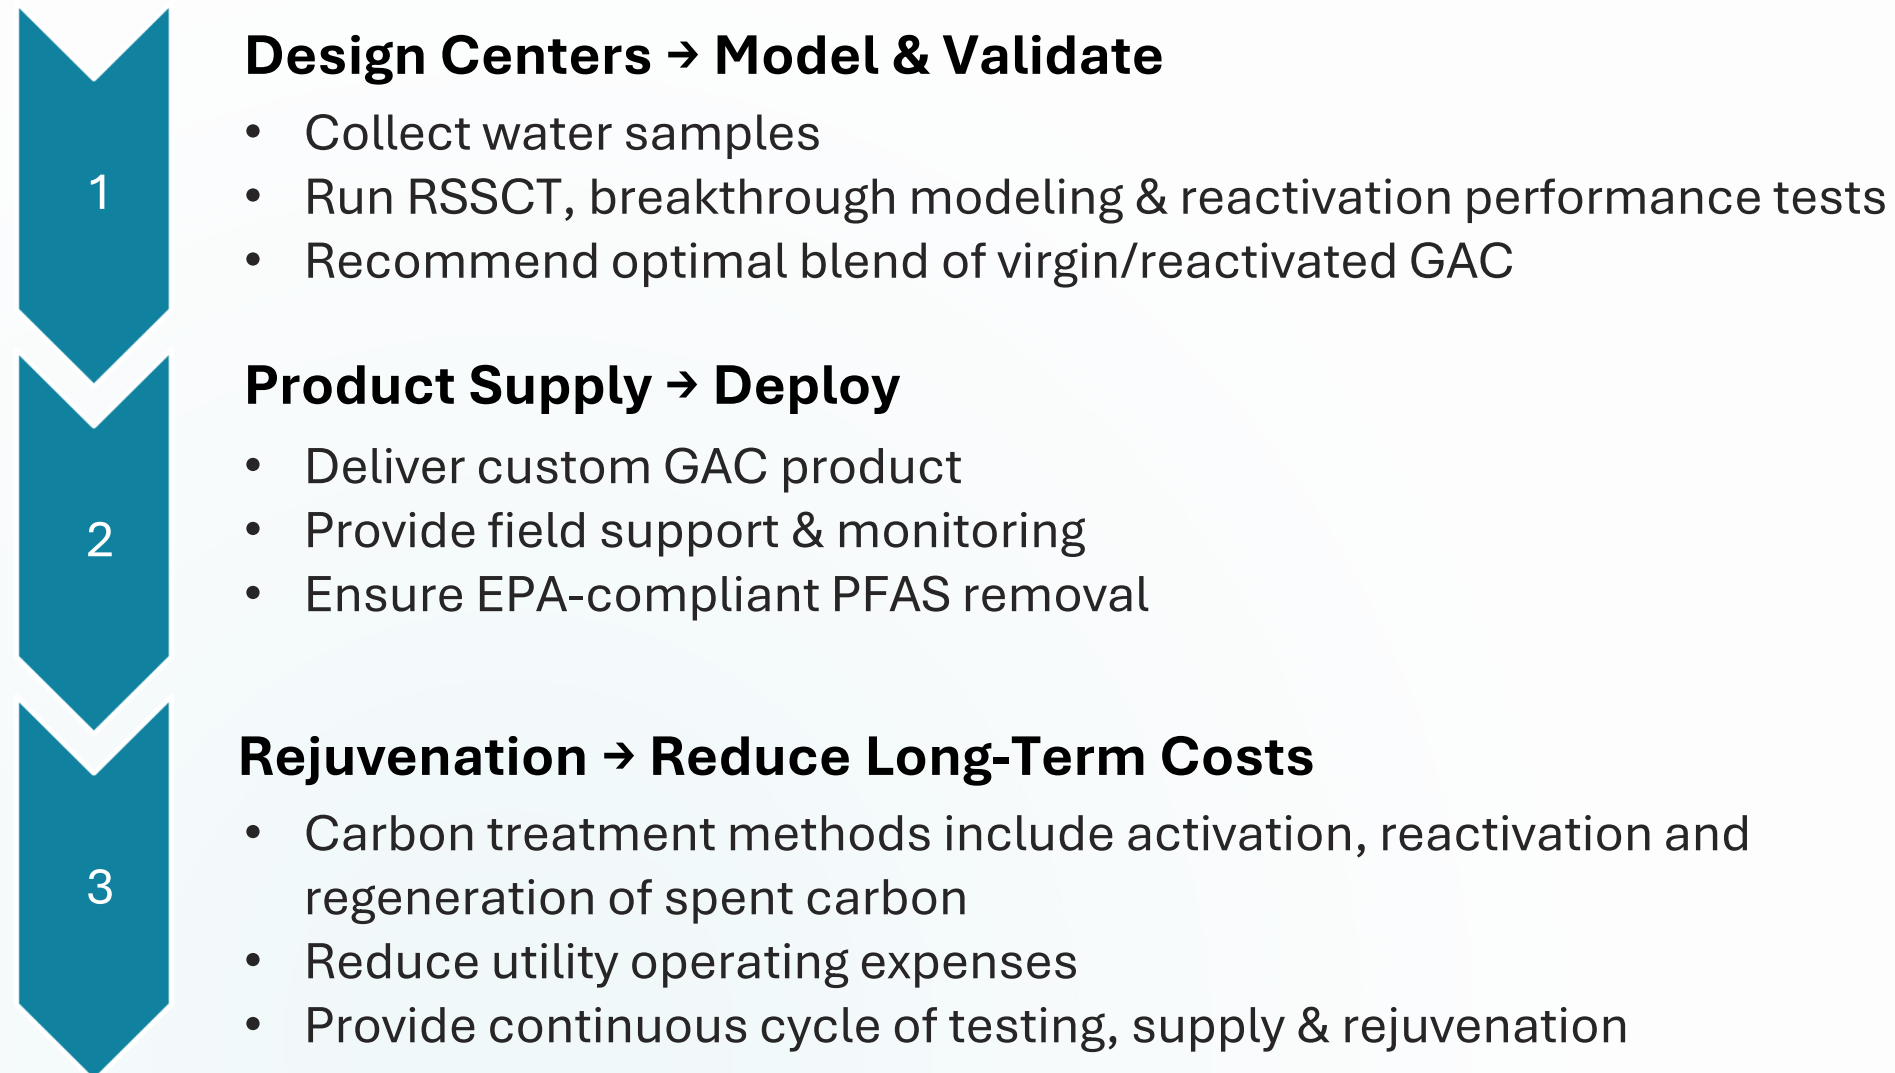 1
Design Centers → Model & Validate
• Collect water samples
• Run RSSCT, breakthrough modeling & reactivation performance tests
• Recommend optimal blend of virgin/reactivated GAC
2
Product Supply → Deploy
• Deliver custom GAC product
• Provide field support & monitoring
• Ensure EPA-compliant PFAS removal
3
Rejuvenation → Reduce Long-Term Costs
• Carbon treatment methods include activation, reactivation and
regeneration of spent carbon
• Reduce utility operating expenses
• Provide continuous cycle of testing, supply & rejuvenation